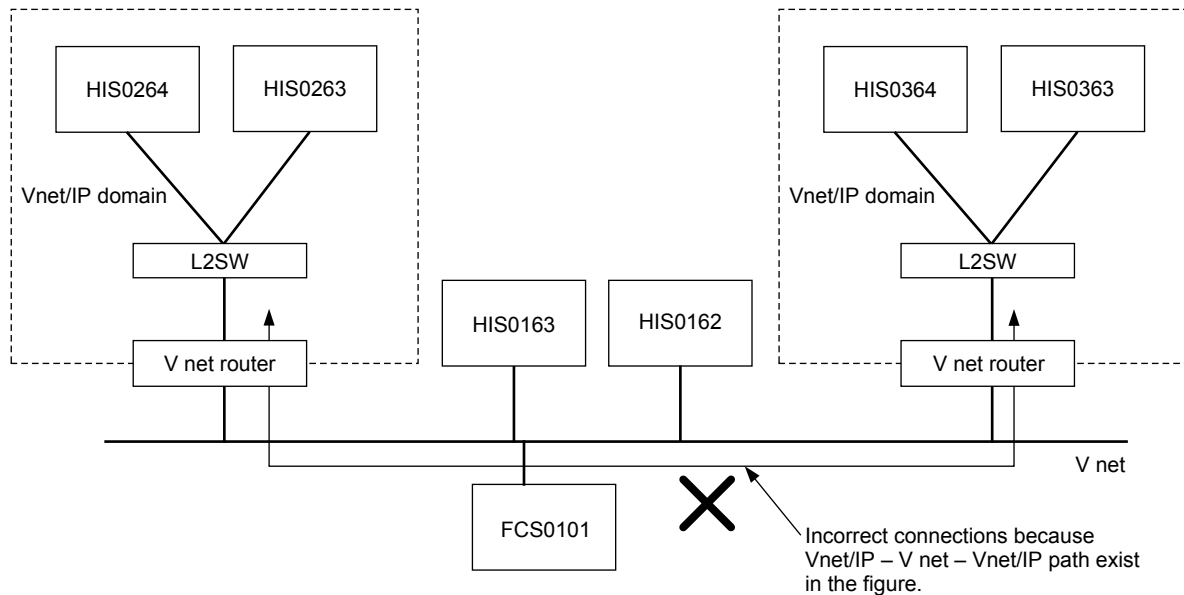 HIS0264
HIS0263
HIS0364
HIS0363
Vnet/IP domain
Vnet/IP domain
L2SW
L2SW
HIS0163
HIS0162
V net router
V net router
V net
FCS0101
Incorrect connections because
Vnet/IP – V net – Vnet/IP path exist
in the figure.